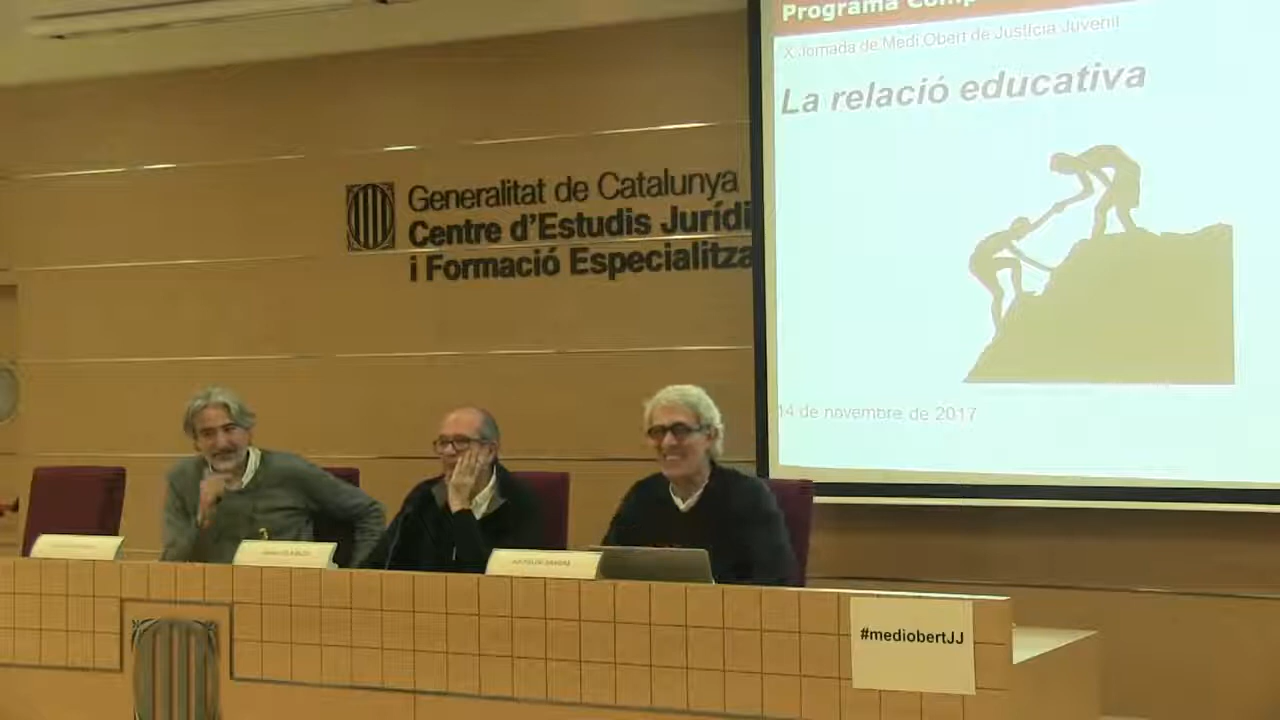 Generalitat de Catalunya
Centre d'Estudis Jurídi
i Formació Especialitza
Programa Comp
X Jornada de Medi Obert de Justícia Juvenil
La relació educativa
14 de novembre de 2017
#mediobertJJ